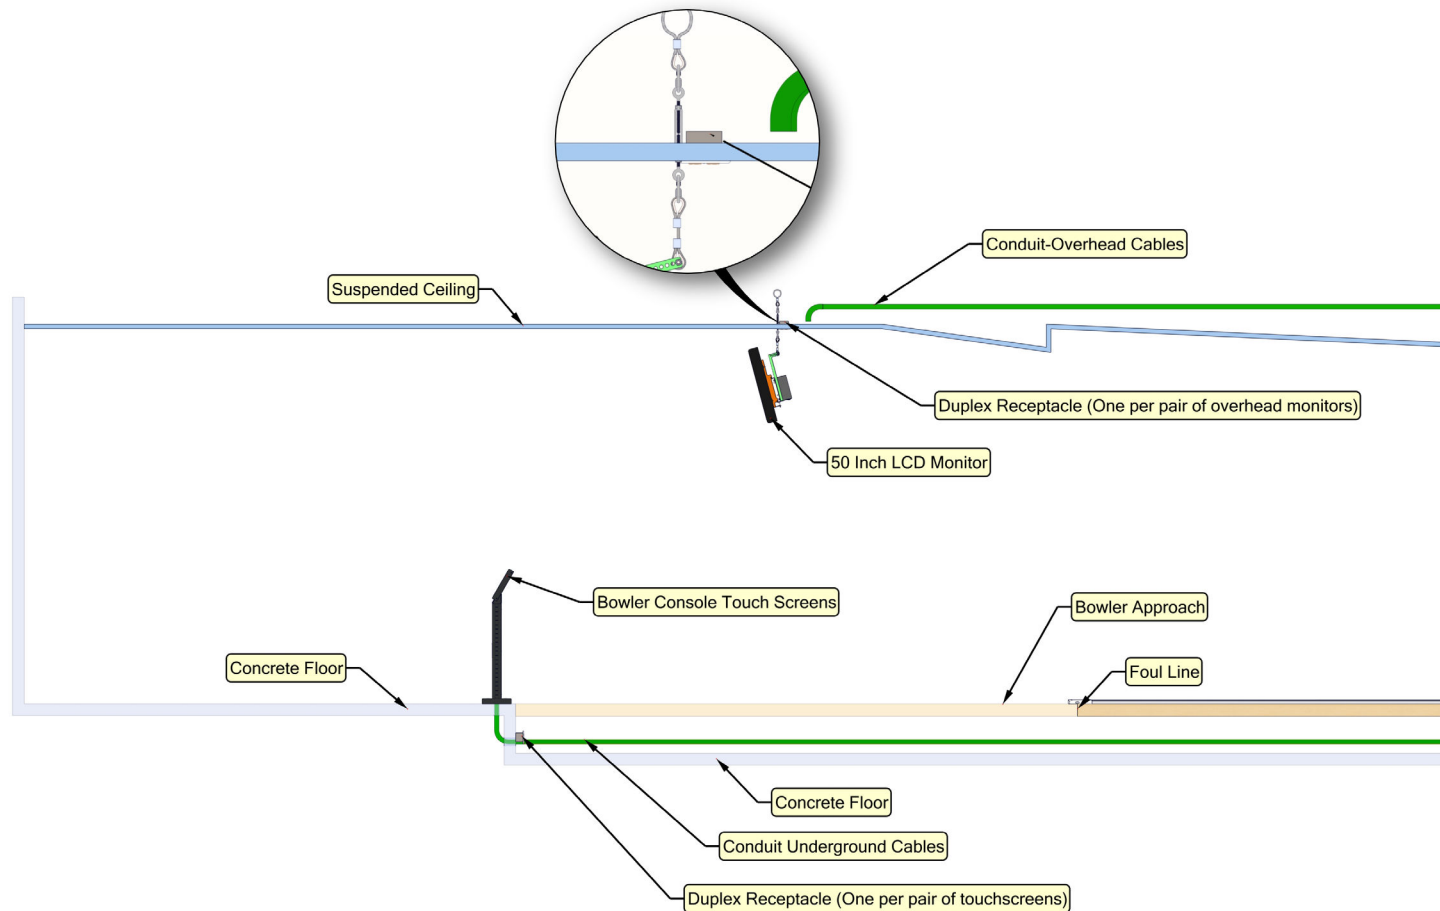 Conduit-Overhead Cables
Suspended Ceiling
Duplex Receptacle (One per pair of overhead monitors)
50 Inch LCD Monitor
Bowler Console Touch Screens
Bowler Approach
Concrete Floor
Foul Line
Concrete Floor
Conduit Underground Cables
Duplex Receptacle (One per pair of touchscreens)